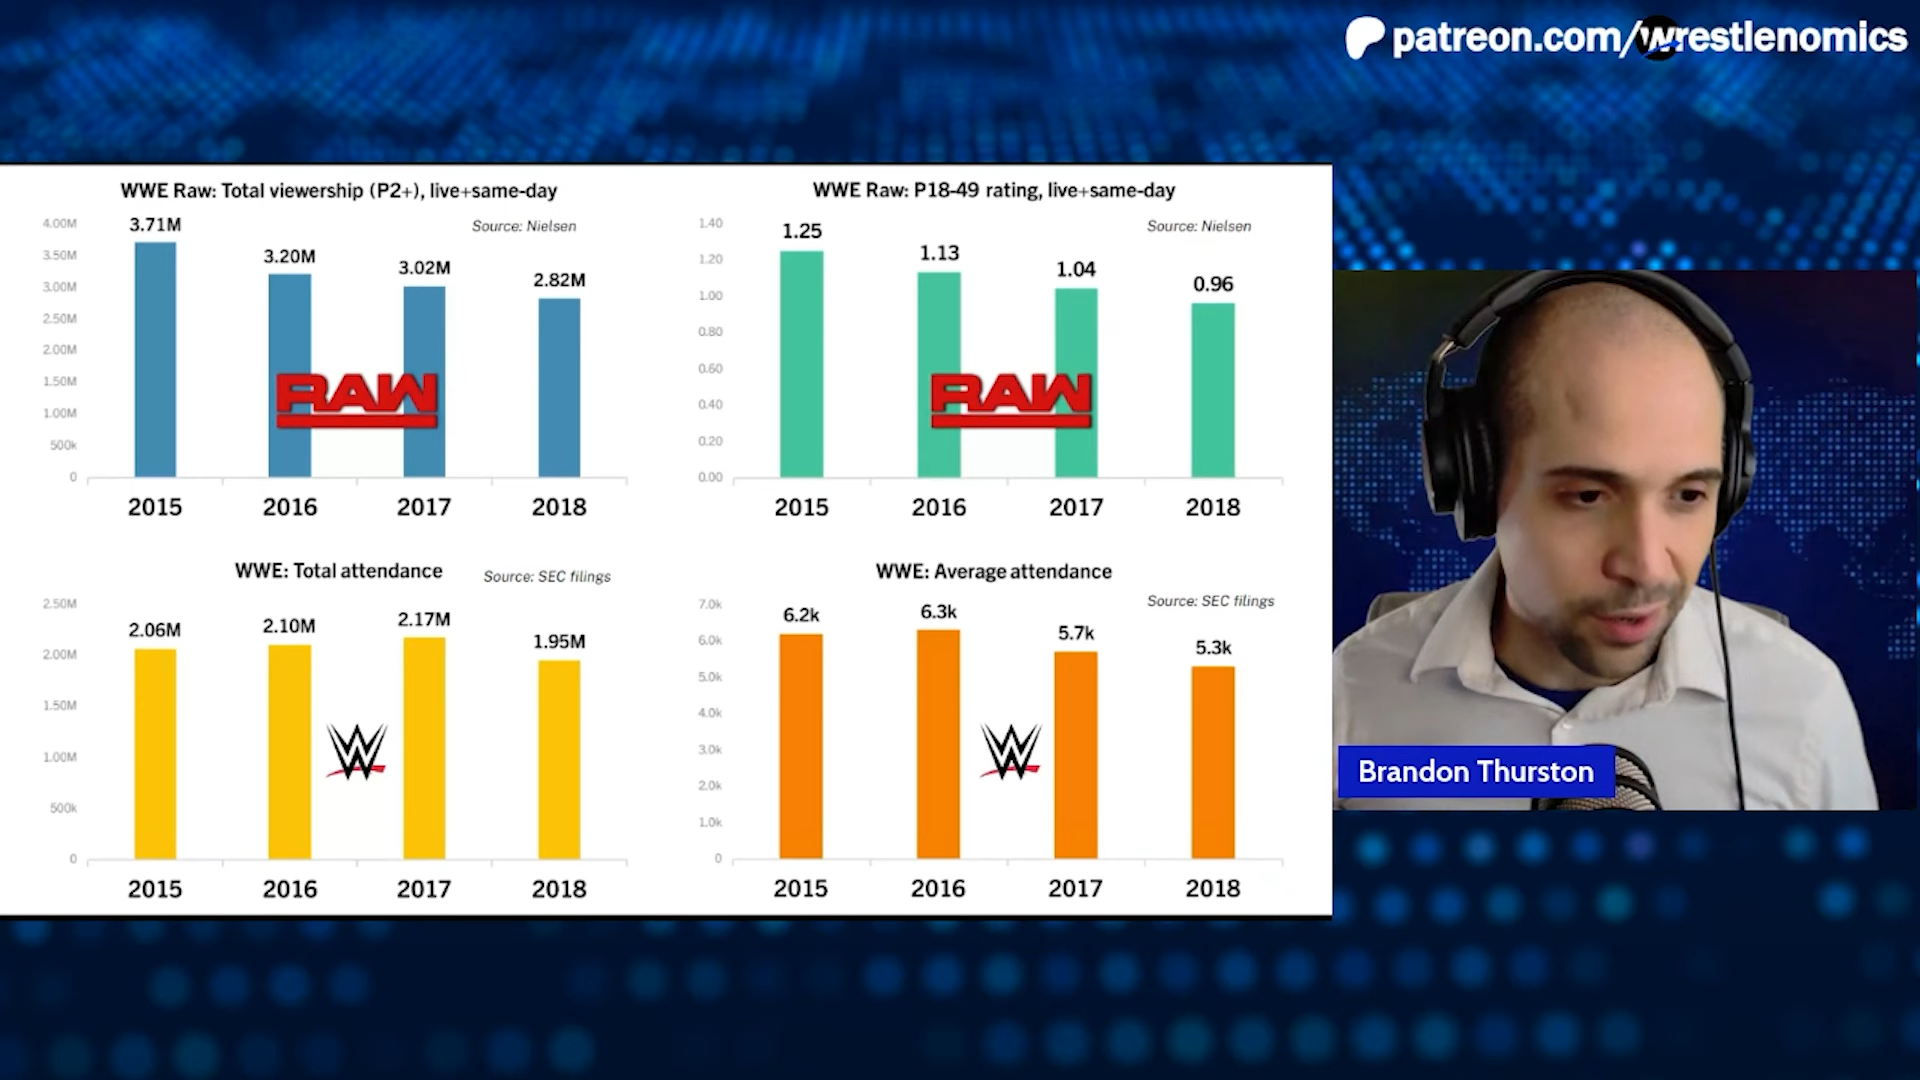 patreon.com/wrestlenomics
WWE Raw: Total viewership (P2+), live+same-day
Source: Nielsen
4.00M
3.50M
3.00M
2.50M
2.00M
1.50M
1.00M
500k
0
3.71M
3.20M
3.02M
2.82M
RAW
2015 2016 2017 2018
WWE Raw: P18-49 rating, live+same-day
Source: Nielsen
1.40
1.20
1.00
0.80
0.60
0.40
0.20
0.00
1.25
1.13
1.04
0.96
RAW
2015 2016 2017 2018
WWE: Total attendance
Source: SEC filings
2.50M
2.00M
1.50M
1.00M
500k
0
2.06M
2.10M
2.17M
1.95M
W
2015 2016 2017 2018
WWE: Average attendance
Source: SEC filings
7.0k
6.0k
5.0k
4.0k
3.0k
2.0k
1.0k
0
6.2k
6.3k
5.7k
5.3k
W
2015 2016 2017 2018
Brandon Thurston